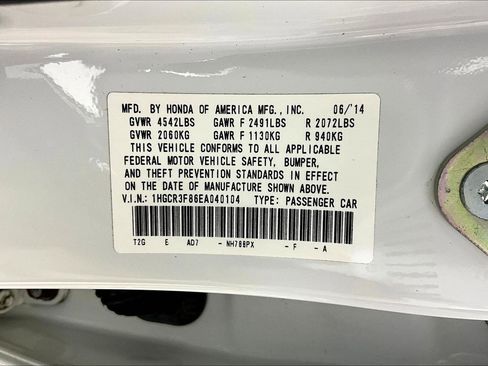 MFD. BY HONDA OF AMERICA MFG., INC. 06/'14
GVWR 4542LBS GAWR F 2491LBS R 2072LBS
GVWR 2060KG GAWR F 1130KG R 940KG
THIS VEHICLE CONFORMS TO ALL APPLICABLE
FEDERAL MOTOR VEHICLE SAFETY, BUMPER,
AND THEFT PREVENTION STANDARDS IN EFFECT
ON THE DATE OF MANUFACTURE SHOWN ABOVE.
V.I.N.: 1HGCR3F86EA040104 TYPE: PASSENGER CAR
T2G E AD7 - NH788PX - F - A